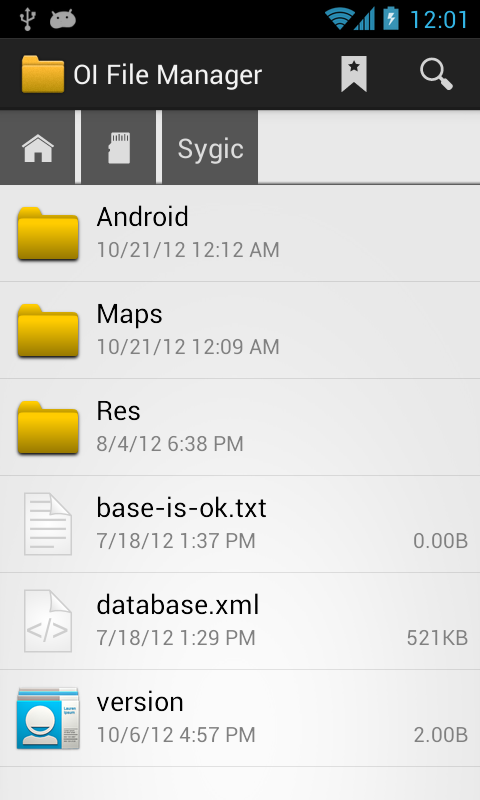 12:01
OI File Manager
Sygic
Android
10/21/12 12:12 AM
Maps
10/21/12 12:09 AM
Res
8/4/12 6:38 PM
base-is-ok.txt
7/18/12 1:37 PM 0.00B
database.xml
7/18/12 1:29 PM 521KB
version
10/6/12 4:57 PM 2.00B